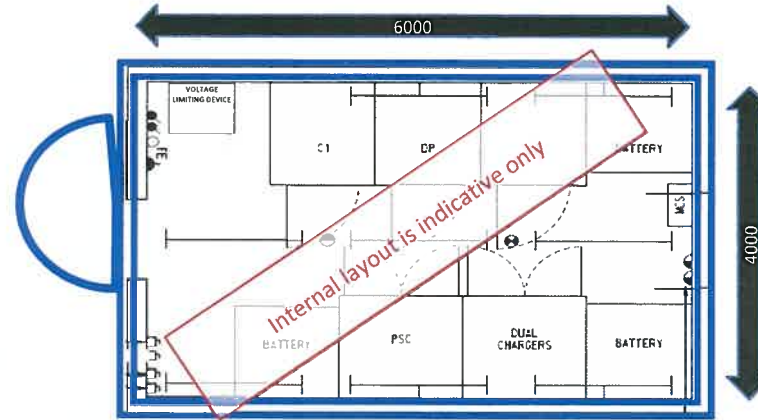 6000
VOLTAGE
LIMITING DEVICE
FE
C1
DP
BATTERY
MCS
4000
Internal layout is indicative only
BATTERY
PSC
DUAL
CHARGERS
BATTERY